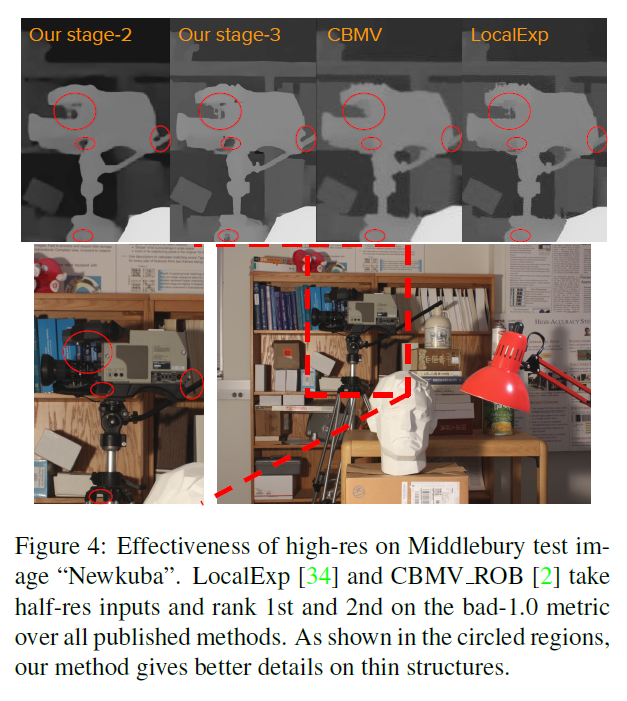 Our stage-2
Our stage-3
CBMV
LocalExp
HIGH-ACCURACY
Figure 4: Effectiveness of high-res on Middlebury test im-
age “Newkuba”. LocalExp [34] and CBMV_ROB [2] take
half-res inputs and rank 1st and 2nd on the bad-1.0 metric
over all published methods. As shown in the circled regions,
our method gives better details on thin structures.